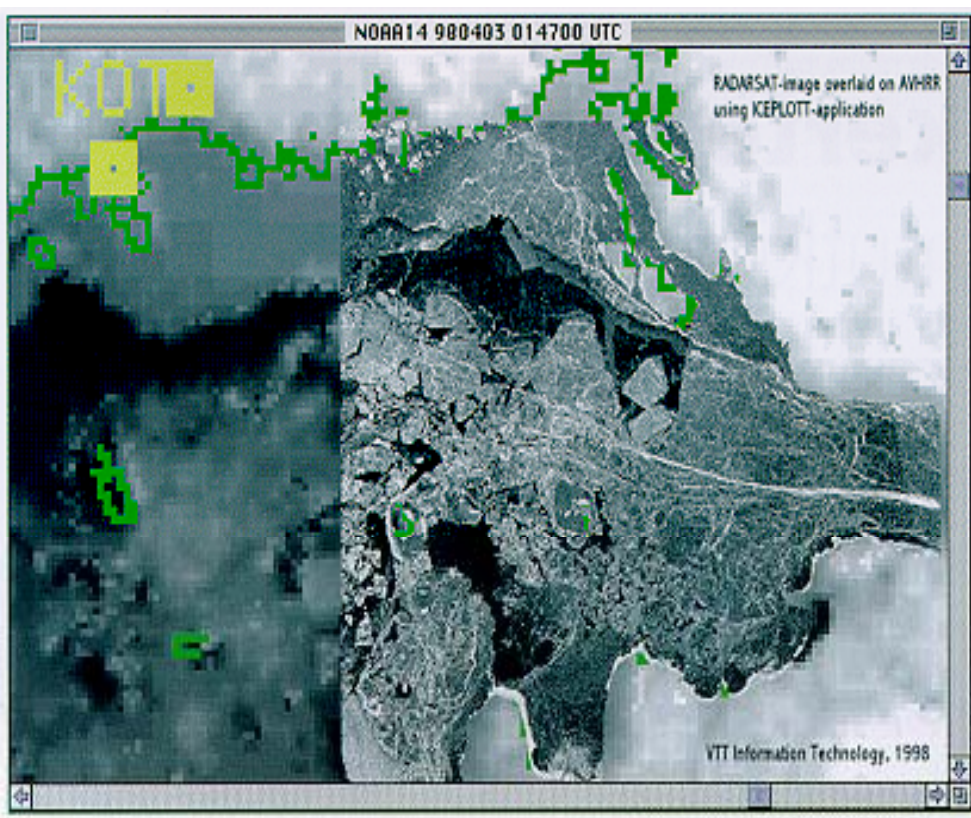 NOAA14 980403 014700 UTC
KOT
RADARSAT-image overlaid on AVHRR
using ICEPLOTT-application
VTT Information Technology, 1998